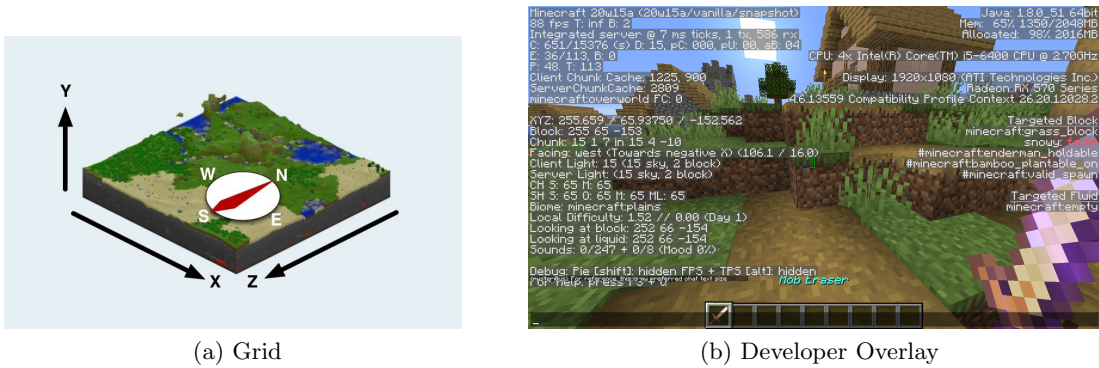 Y
W
N
S
E
X
Z
(a) Grid
Minecraft 20w15a (20w15a/vanilla/snapshot)
88 fps T: inf B: 2
Integrated server @ 7 ms ticks, 1 tx, 586 rx
C: 651/15376 (s) D: 15, pC: 000, pU: 00, aB: 04
E: 36/113, B: 0
P: 48. T: 113
Client Chunk Cache: 1225, 900
ServerChunkCache: 2809
minecraft:overworld FC: 0
XYZ: 255.659 / 65.93750 / -152.562
Block: 255 65 -153
Chunk: 15 1 7 in 15 4 -10
Facing: west (Towards negative X) (106.1 / 16.0)
Client Light: 15 (15 sky, 2 block)
Server Light: (15 sky, 2 block)
CH S: 65 M: 65
SH S: 65 O: 65 M: 65 ML: 65
Biome: minecraft:plains
Local Difficulty: 1.52 // 0.00 (Day 1)
Looking at block: 252 66 -154
Looking at liquid: 252 66 -154
Sounds: 0/247 + 0/8 (Mood 0%)
Debug: Pie [shift]: hidden FPS + TPS [alt]: hidden
For help: press F3 + Q
Java: 1.8.0_51 64bit
Mem: 65% 1350/2048MB
Allocated: 98% 2016MB
CPU: 4x Intel(R) Core(TM) i5-6400 CPU @ 2.70GHz
Display: 1920x1080 (ATI Technologies Inc.)
Radeon RX 570 Series
4.6.13559 Compatibility Profile Context 26.20.12028.2
Targeted Block
minecraft:grass_block
snowy: false
#minecraft:enderman_holdable
#minecraft:bamboo_plantable_on
#minecraft:valid_spawn
Targeted Fluid
minecraft:empty
Mob Eraser
(b) Developer Overlay